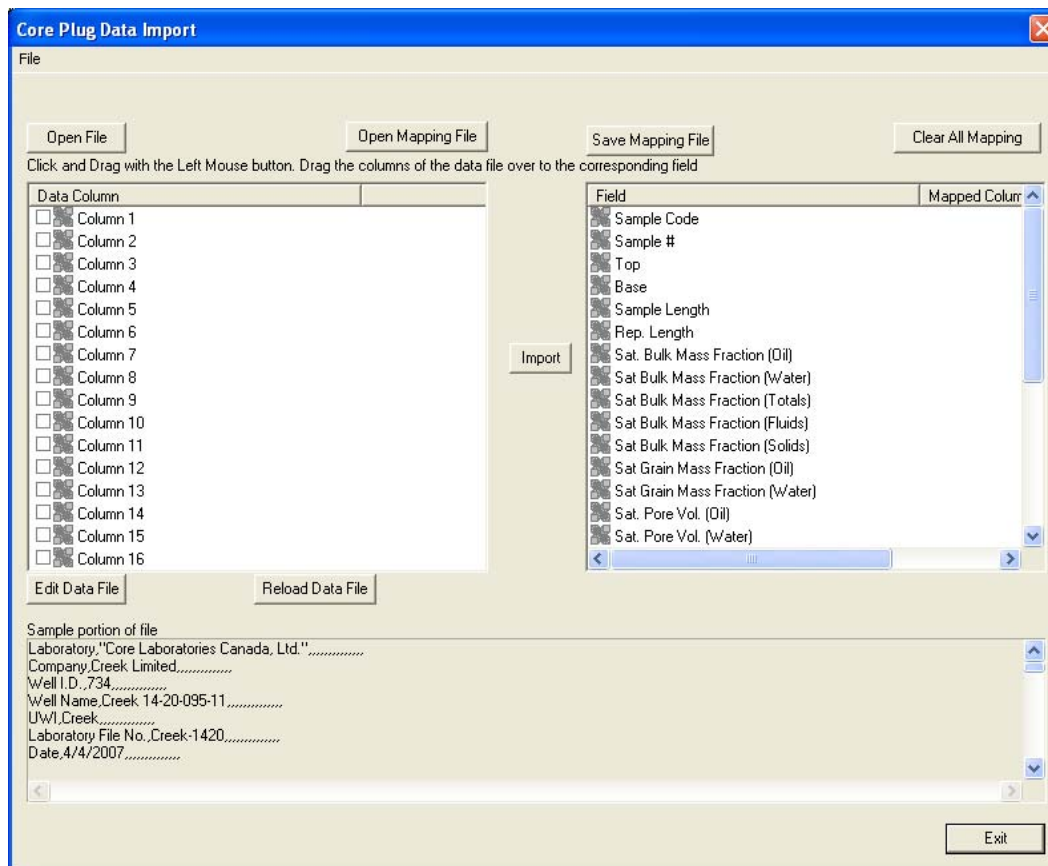 Core Plug Data Import
File
Open File
Open Mapping File
Save Mapping File
Clear All Mapping
Click and Drag with the Left Mouse button. Drag the columns of the data file over to the corresponding field
Data Column
Column 1
Column 2
Column 3
Column 4
Column 5
Column 6
Column 7
Column 8
Column 9
Column 10
Column 11
Column 12
Column 13
Column 14
Column 15
Column 16
Import
Field
Mapped Colum
Sample Code
Sample #
Top
Base
Sample Length
Rep. Length
Sat. Bulk Mass Fraction (Oil)
Sat Bulk Mass Fraction (Water)
Sat Bulk Mass Fraction (Totals)
Sat Bulk Mass Fraction (Fluids)
Sat Bulk Mass Fraction (Solids)
Sat Grain Mass Fraction (Oil)
Sat Grain Mass Fraction (Water)
Sat. Pore Vol. (Oil)
Sat. Pore Vol. (Water)
Edit Data File
Reload Data File
Sample portion of file
Laboratory,"Core Laboratories Canada, Ltd.",,,,,,,,,,,,,,
Company,Creek Limited,,,,,,,,,,,,,,
Well I.D.,734,,,,,,,,,,,,,,
Well Name,Creek 14-20-095-11,,,,,,,,,,,,,,
UWI,Creek,,,,,,,,,,,,,,
Laboratory File No.,Creek-1420,,,,,,,,,,,,,,
Date,4/4/2007,,,,,,,,,,,,,,
Exit